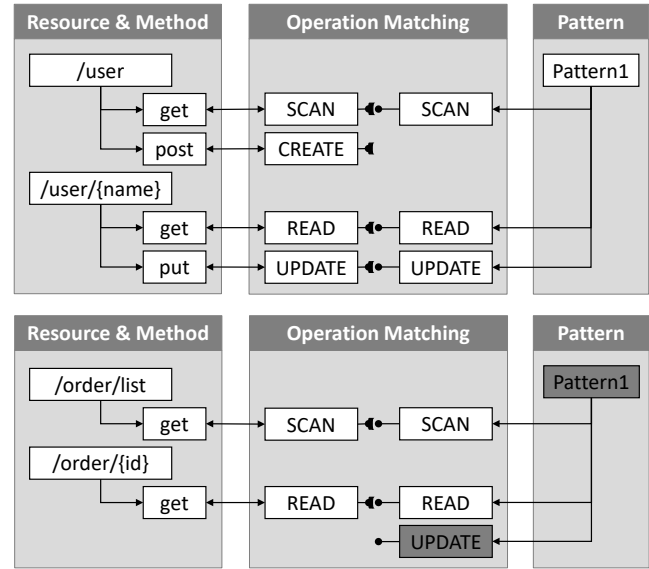 Resource & Method Operation Matching Pattern
/user Pattern1
get SCAN SCAN
post CREATE
/user/{name}
get READ READ
put UPDATE UPDATE
Resource & Method Operation Matching Pattern
/order/list Pattern1
get SCAN SCAN
/order/{id}
get READ READ
UPDATE